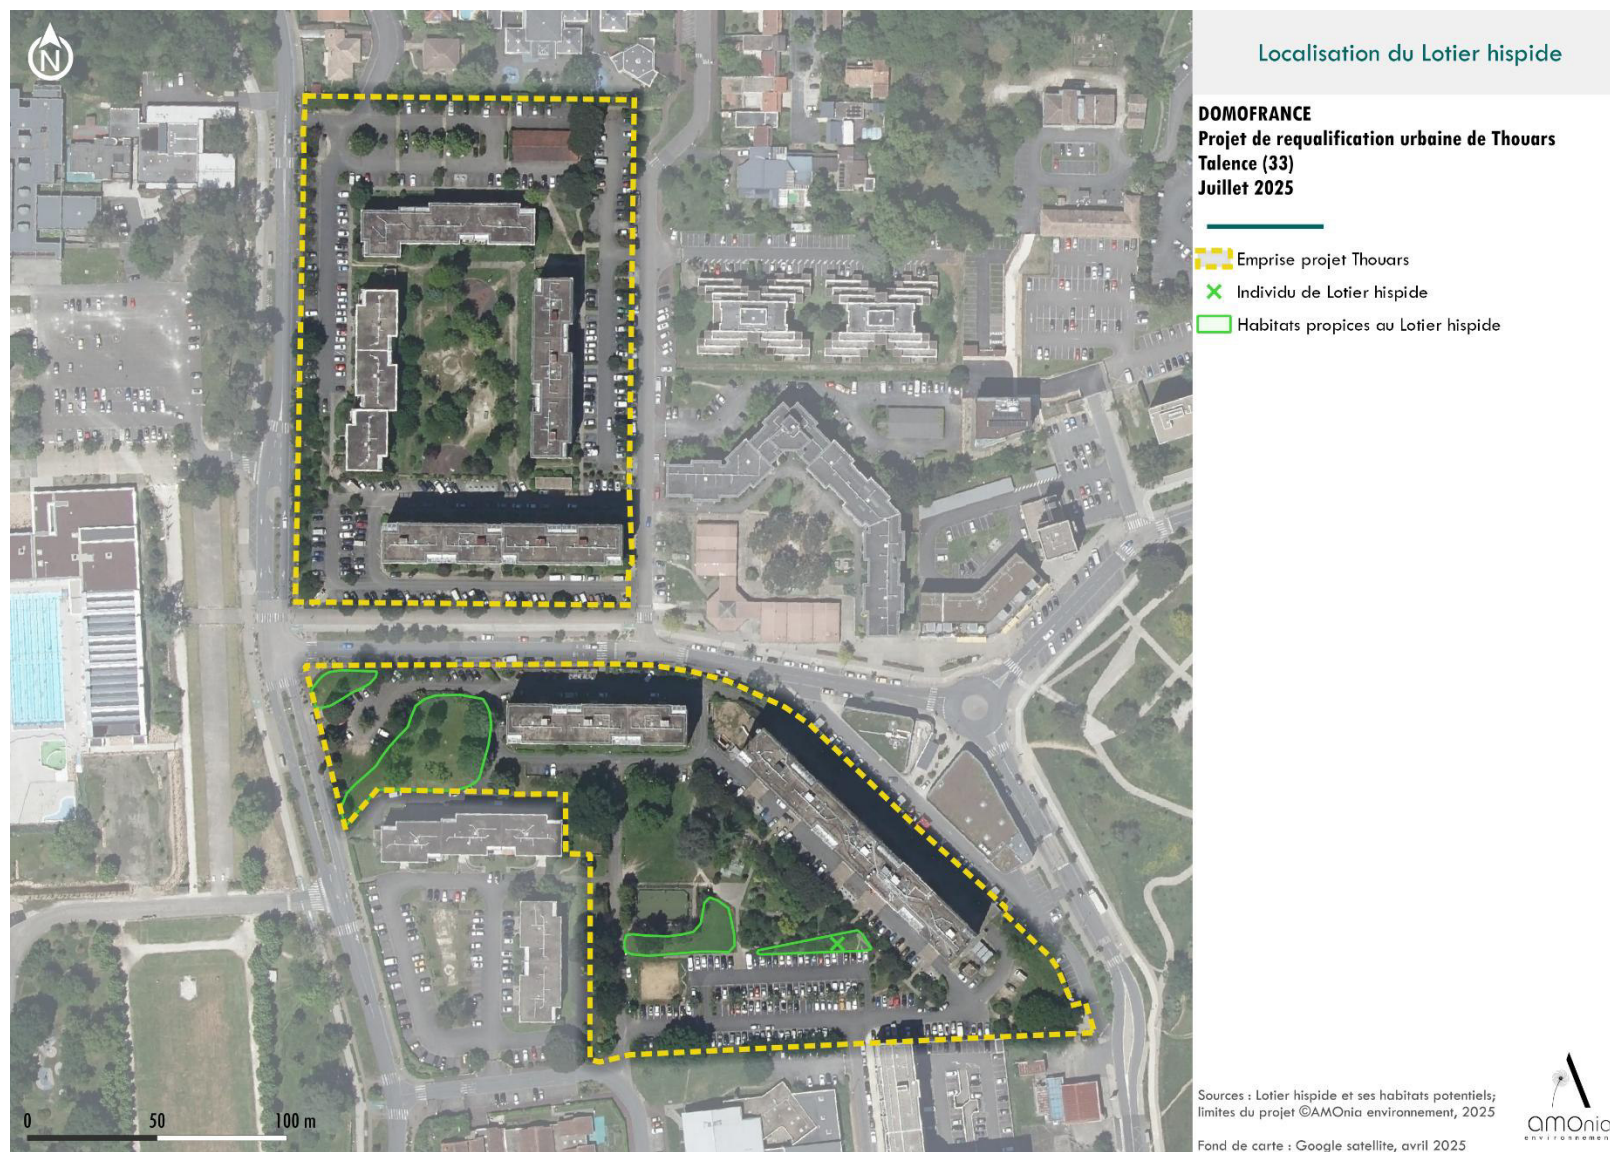 N
Localisation du Lotier hispide
DOMOFRANCE
Projet de requalification urbaine de Thouars
Talence (33)
Juillet 2025
Emprise projet Thouars
Individu de Lotier hispide
Habitats propices au Lotier hispide
0 50 100 m
Sources : Lotier hispide et ses habitats potentiels;
limites du projet ©AMOnia environnement, 2025
Fond de carte : Google satellite, avril 2025
amonia
environnemen